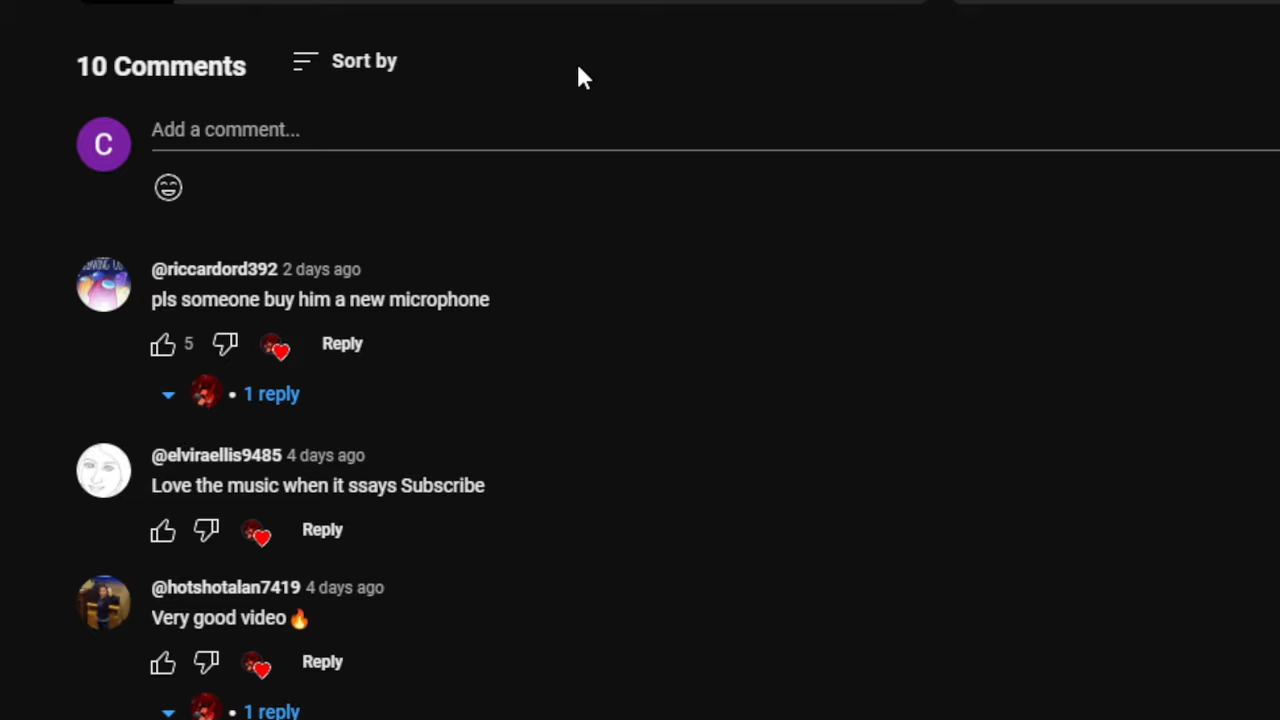 10 Comments
Sort by
C
Add a comment...
@riccardord392 2 days ago
pls someone buy him a new microphone
5
Reply
• 1 reply
@elviraellis9485 4 days ago
Love the music when it ssays Subscribe
Reply
@hotshotalan7419 4 days ago
Very good video🔥
Reply
• 1 reply